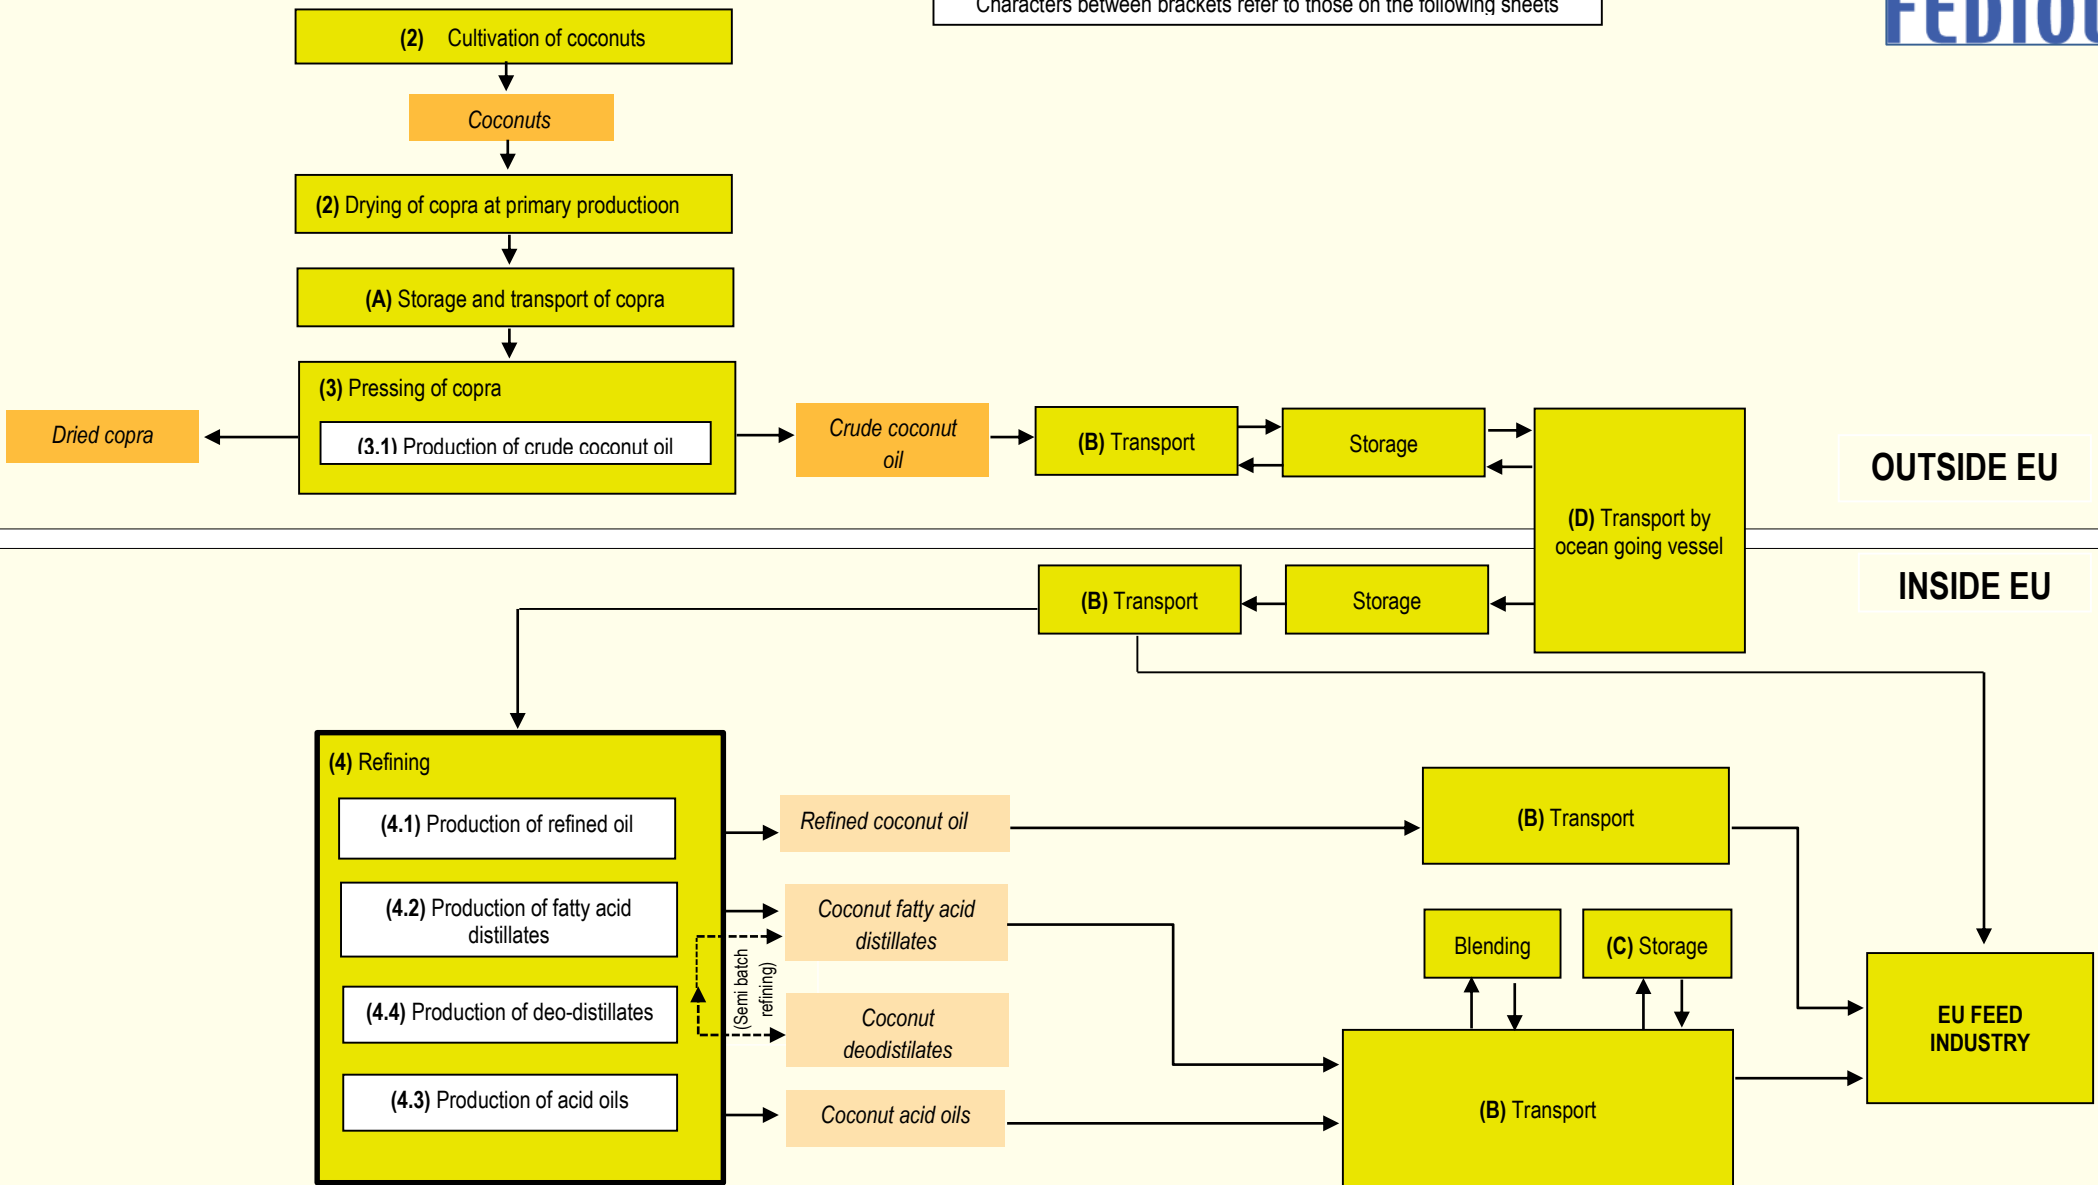 Characters between brackets refer to those on the following sheets
FEDIOL
(2) Cultivation of coconuts
Coconuts
(2) Drying of copra at primary productioon
(A) Storage and transport of copra
(3) Pressing of copra
(3.1) Production of crude coconut oil
Dried copra
Crude coconut
oil
(B) Transport
Storage
(D) Transport by
ocean going vessel
OUTSIDE EU
INSIDE EU
(B) Transport
Storage
(4) Refining
(4.1) Production of refined oil
(4.2) Production of fatty acid
distillates
(4.4) Production of deo-distillates
(4.3) Production of acid oils
(Semi batch
refining)
Refined coconut oil
Coconut fatty acid
distillates
Coconut
deodistilates
Coconut acid oils
(B) Transport
Blending
(C) Storage
(B) Transport
EU FEED
INDUSTRY